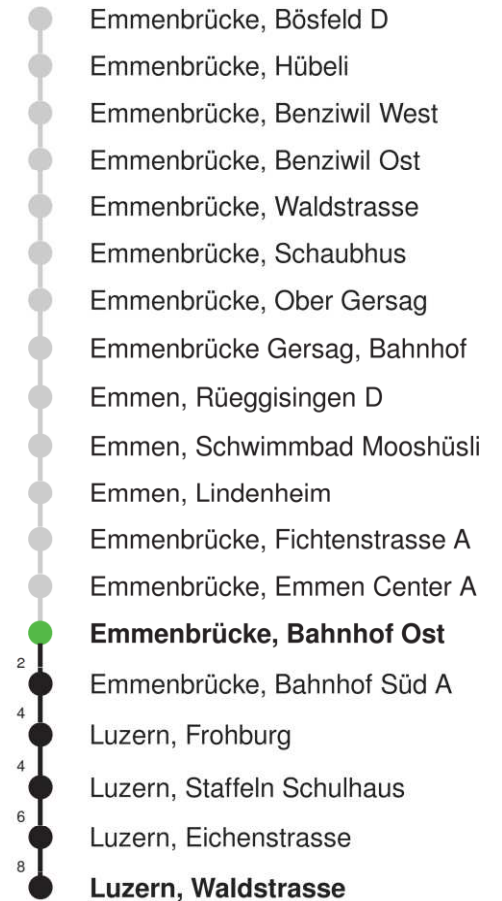 Emmenbrücke, Bösfeld D
Emmenbrücke, Hübeli
Emmenbrücke, Benziwil West
Emmenbrücke, Benziwil Ost
Emmenbrücke, Waldstrasse
Emmenbrücke, Schaubhus
Emmenbrücke, Ober Gersag
Emmenbrücke Gersag, Bahnhof
Emmen, Rüeggisingen D
Emmen, Schwimmbad Mooshüsli
Emmen, Lindenheim
Emmenbrücke, Fichtenstrasse A
Emmenbrücke, Emmen Center A
Emmenbrücke, Bahnhof Ost
2 Emmenbrücke, Bahnhof Süd A
4 Luzern, Frohburg
4 Luzern, Staffeln Schulhaus
6 Luzern, Eichenstrasse
8 Luzern, Waldstrasse